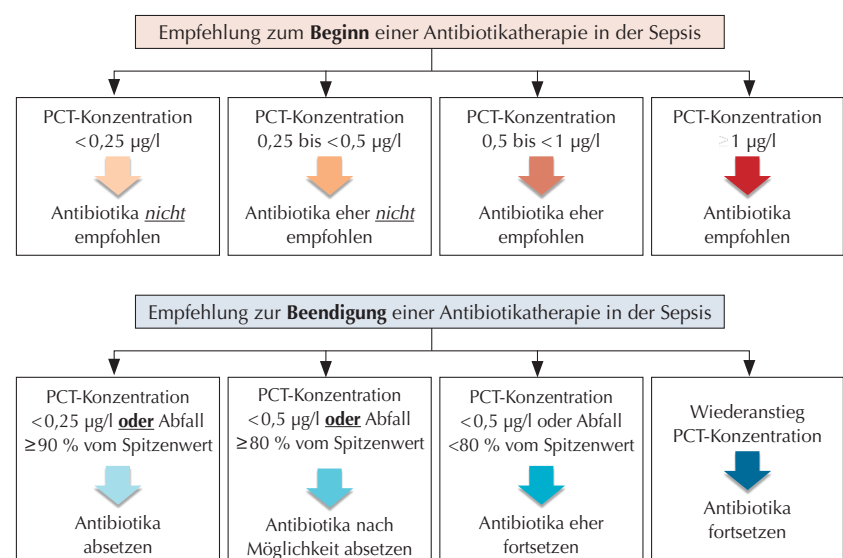 Empfehlung zum Beginn einer Antibiotikatherapie in der Sepsis
PCT-Konzentration
<0,25 µg/l
Antibiotika nicht
empfohlen
PCT-Konzentration
0,25 bis <0,5 µg/l
Antibiotika eher nicht
empfohlen
PCT-Konzentration
0,5 bis <1 µg/l
Antibiotika eher
empfohlen
PCT-Konzentration
≥1 µg/l
Antibiotika
empfohlen
Empfehlung zur Beendigung einer Antibiotikatherapie in der Sepsis
PCT-Konzentration
<0,25 µg/l oder Abfall
≥90 % vom Spitzenwert
Antibiotika
absetzen
PCT-Konzentration
<0,5 µg/l oder Abfall
≥80 % vom Spitzenwert
Antibiotika nach
Möglichkeit absetzen
PCT-Konzentration
<0,5 µg/l oder Abfall
<80 % vom Spitzenwert
Antibiotika eher
fortsetzen
Wiederanstieg
PCT-Konzentration
Antibiotika
fortsetzen